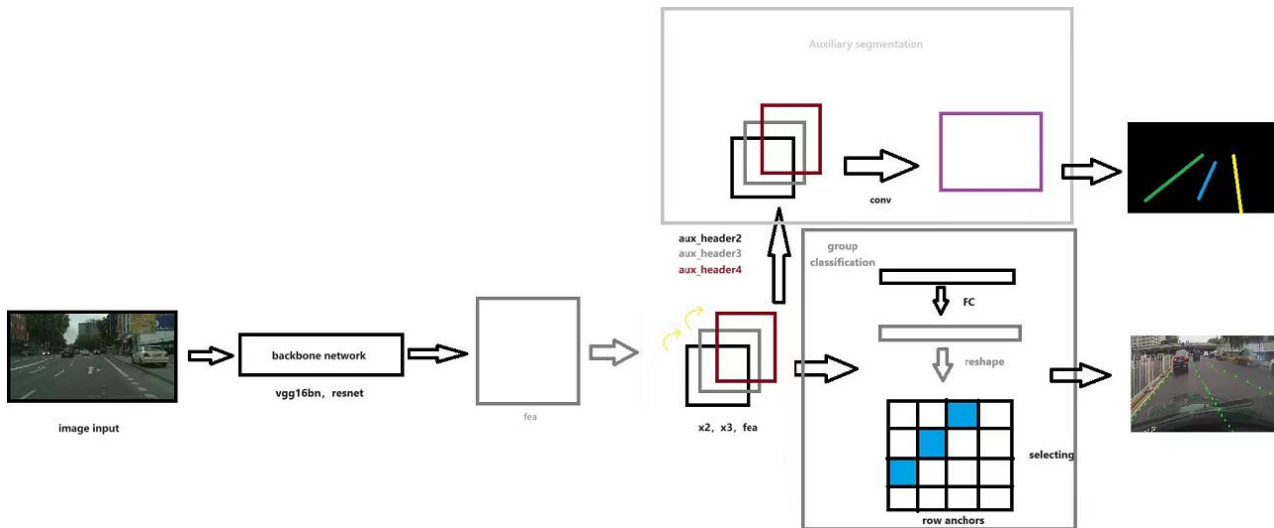 Auxiliary segmentation
conv
aux_header2
aux_header3
aux_header4
group
classification
FC
reshape
selecting
row anchors
image input
backbone network
vgg16bn, resnet
fea
x2, x3, fea